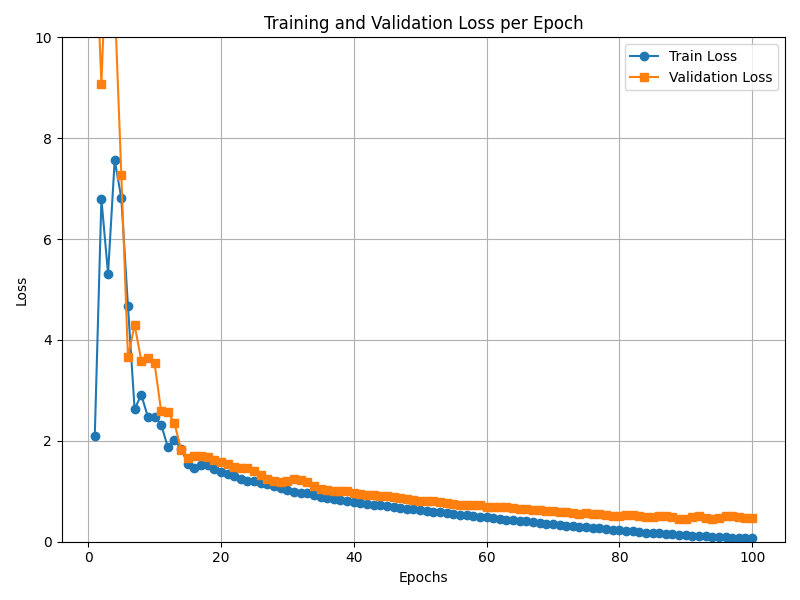 Training and Validation Loss per Epoch
Train Loss
Validation Loss
Loss
10
8
6
4
2
0
0 20 40 60 80 100
Epochs